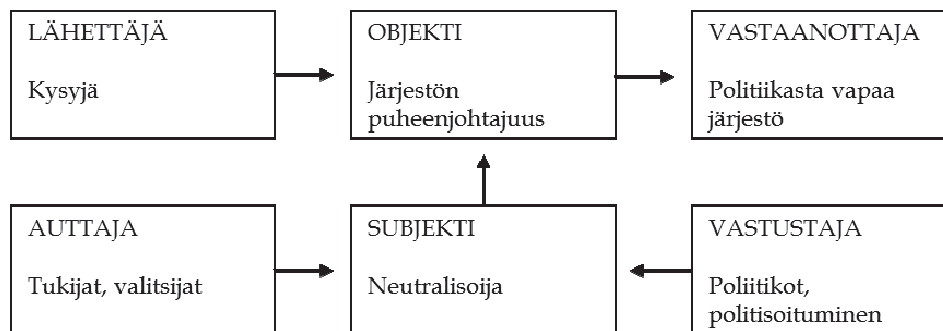 LÄHETTÄJÄ
Kysyjä
OBJEKTI
Järjestön
puheenjohtajuus
VASTAANOTTAJA
Politiikasta vapaa
järjestö
AUTTAJA
Tukijat, valitsijat
SUBJEKTI
Neutralisoija
VASTUSTAJA
Poliitikot,
politisoituminen